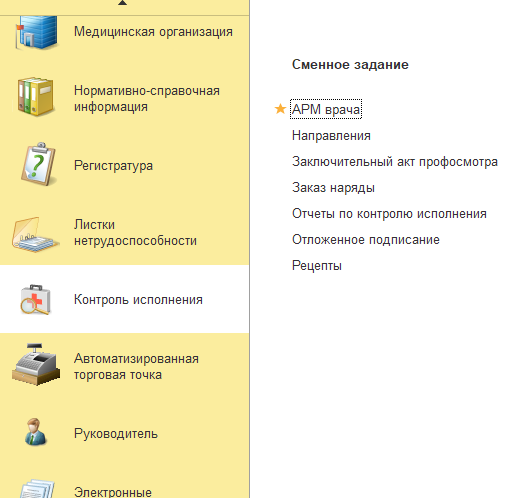 Медицинская организация
Нормативно-справочная
информация
Регистратура
Листки
нетрудоспособности
Контроль исполнения
Автоматизированная
торговая точка
Руководитель
Электронные
Сменное задание
АРМ врача
Направления
Заключительный акт профосмотра
Заказ наряды
Отчеты по контролю исполнения
Отложенное подписание
Рецепты